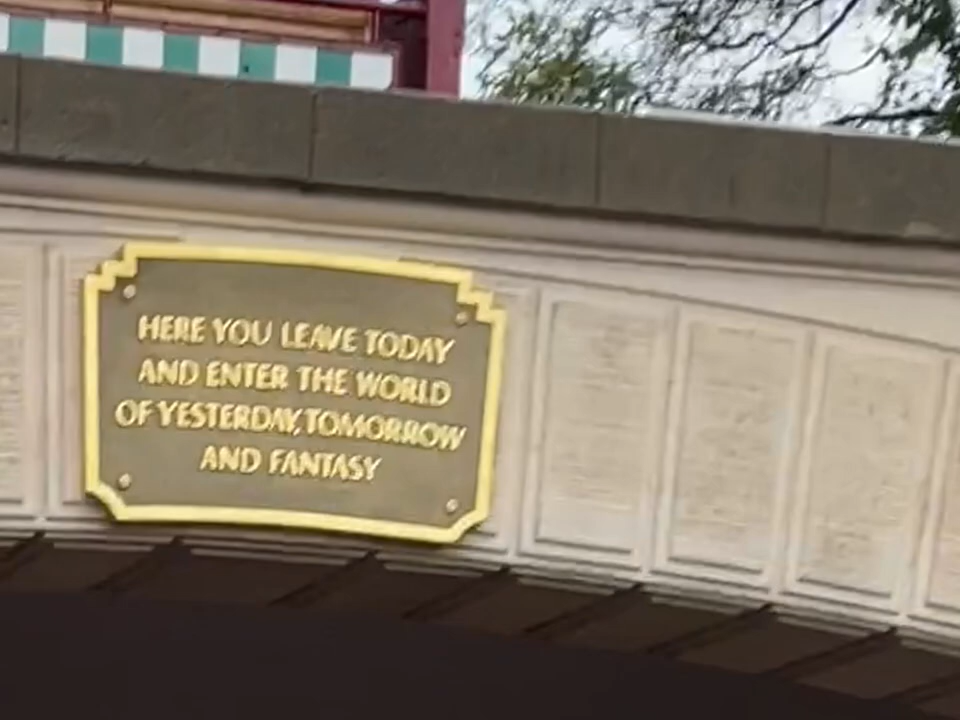 HERE YOU LEAVE TODAY
AND ENTER THE WORLD
OF YESTERDAY, TOMORROW
AND FANTASY